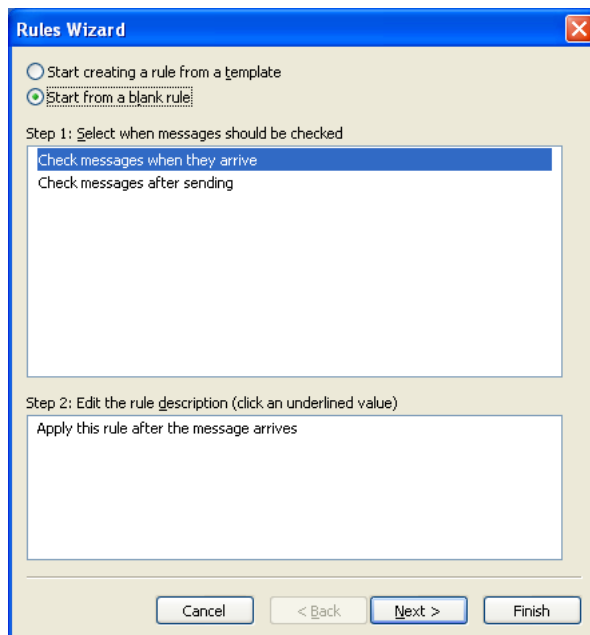 Rules Wizard
Start creating a rule from a template
Start from a blank rule
Step 1: Select when messages should be checked
Check messages when they arrive
Check messages after sending
Step 2: Edit the rule description (click an underlined value)
Apply this rule after the message arrives
Cancel
< Back
Next >
Finish